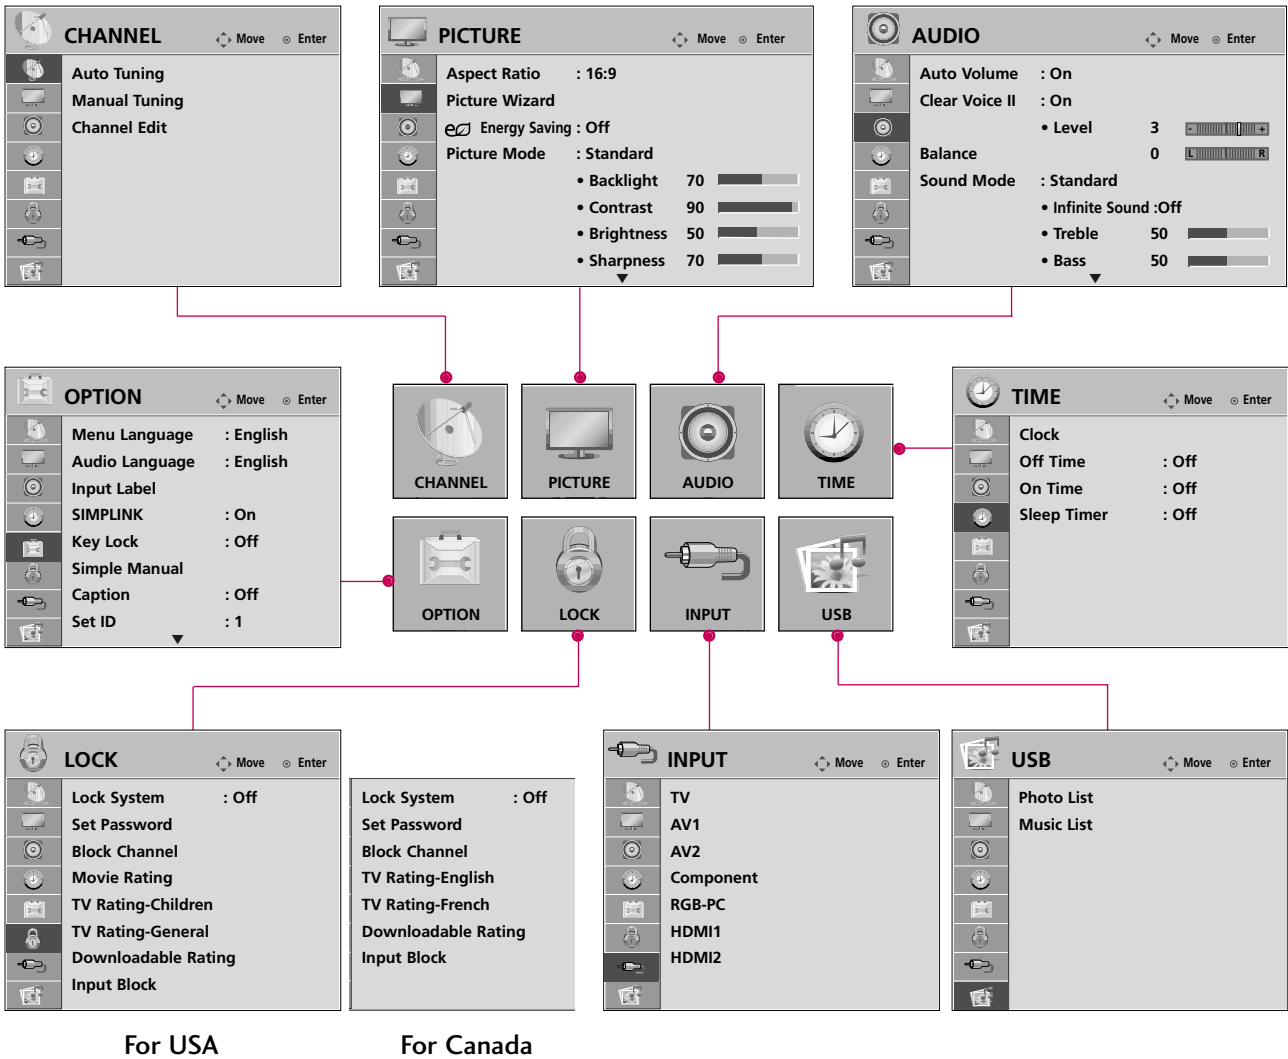 CHANNEL Move Enter
Auto Tuning
Manual Tuning
Channel Edit
PICTURE Move Enter
Aspect Ratio : 16:9
Picture Wizard
Energy Saving : Off
Picture Mode : Standard
• Backlight 70
• Contrast 90
• Brightness 50
• Sharpness 70
AUDIO Move Enter
Auto Volume : On
Clear Voice II : On
• Level 3 - +
Balance 0 L R
Sound Mode : Standard
• Infinite Sound :Off
• Treble 50
• Bass 50
OPTION Move Enter
Menu Language : English
Audio Language : English
Input Label
SIMPLINK : On
Key Lock : Off
Simple Manual
Caption : Off
Set ID : 1
CHANNEL
PICTURE
AUDIO
TIME
OPTION
LOCK
INPUT
USB
TIME Move Enter
Clock
Off Time : Off
On Time : Off
Sleep Timer : Off
LOCK Move Enter
Lock System : Off
Set Password
Block Channel
Movie Rating
TV Rating-Children
TV Rating-General
Downloadable Rating
Input Block
For USA
Lock System : Off
Set Password
Block Channel
TV Rating-English
TV Rating-French
Downloadable Rating
Input Block
For Canada
INPUT Move Enter
TV
AV1
AV2
Component
RGB-PC
HDMI1
HDMI2
USB Move Enter
Photo List
Music List